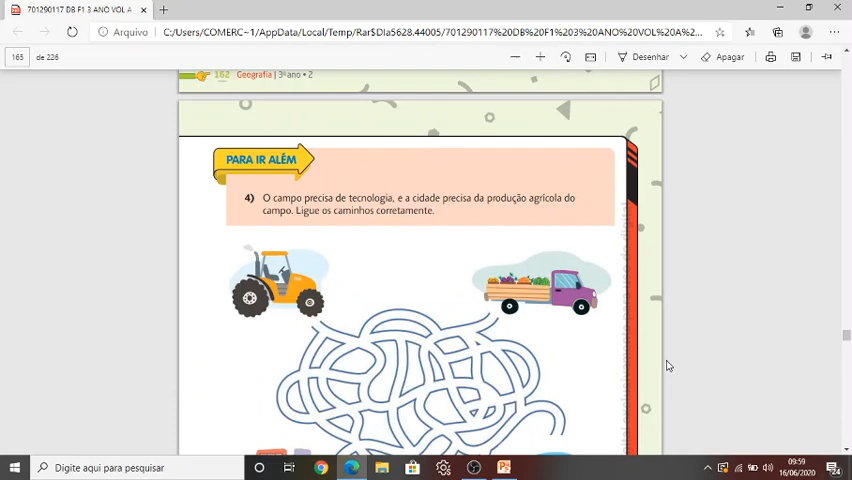 701290117 DB F1 3 ANO VOL A
Arquivo
C:/Users/COMERC~1/AppData/Local/Temp/Rar$DIa5628.44005/701290117%20DB%20F1%203%20ANO%20VOL%20A%2...
165 de 226
Desenhar
Apagar
162 Geografia | 3º ano • 2
PARA IR ALÉM
4) O campo precisa de tecnologia, e a cidade precisa da produção agrícola do
campo. Ligue os caminhos corretamente.
Digite aqui para pesquisar
09:59
16/06/2020
24